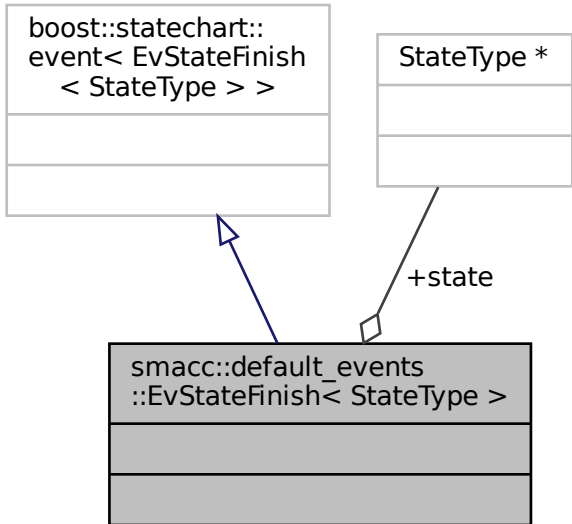 boost::statechart::
event< EvStateFinish
< StateType > >
StateType *
+state
smacc::default_events
::EvStateFinish< StateType >